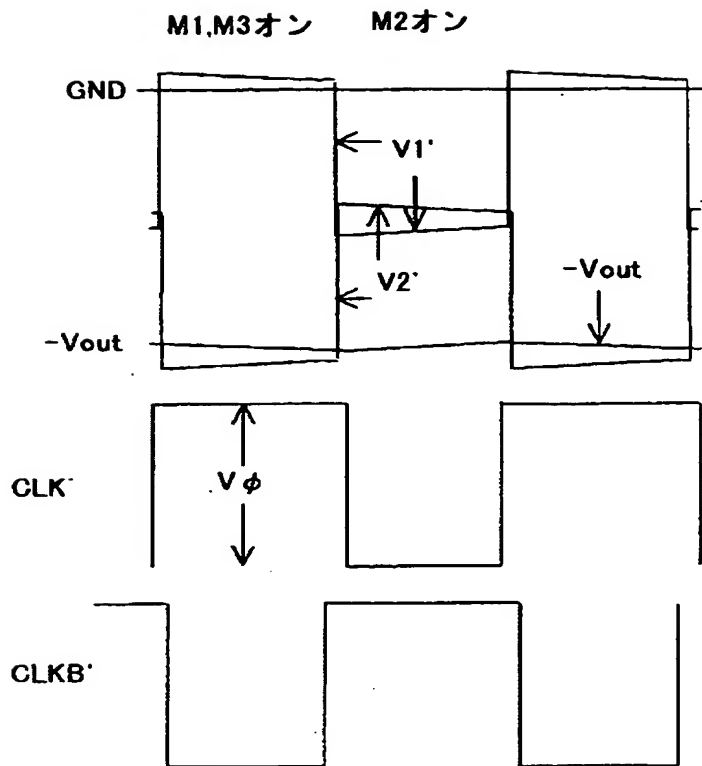 M1,M3オン M2オン
GND
V1'
V2'
-Vout
-Vout
CLK'
Vφ
CLKB'